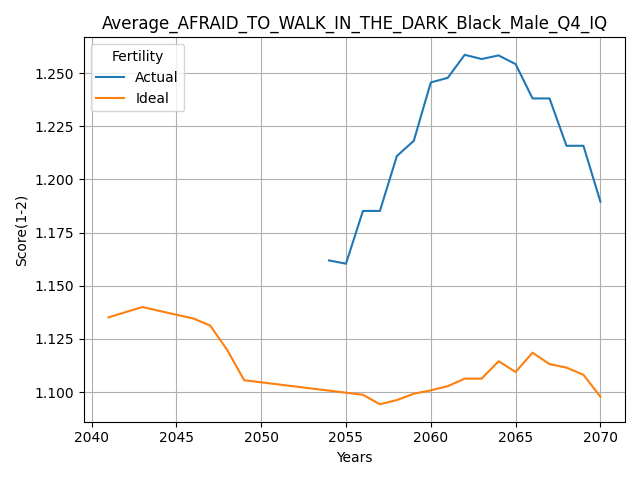 Average_AFRAID_TO_WALK_IN_THE_DARK_Black_Male_Q4_IQ
Fertility
Actual
Ideal
Score(1-2)
1.250
1.225
1.200
1.175
1.150
1.125
1.100
2040 2045 2050 2055 2060 2065 2070
Years